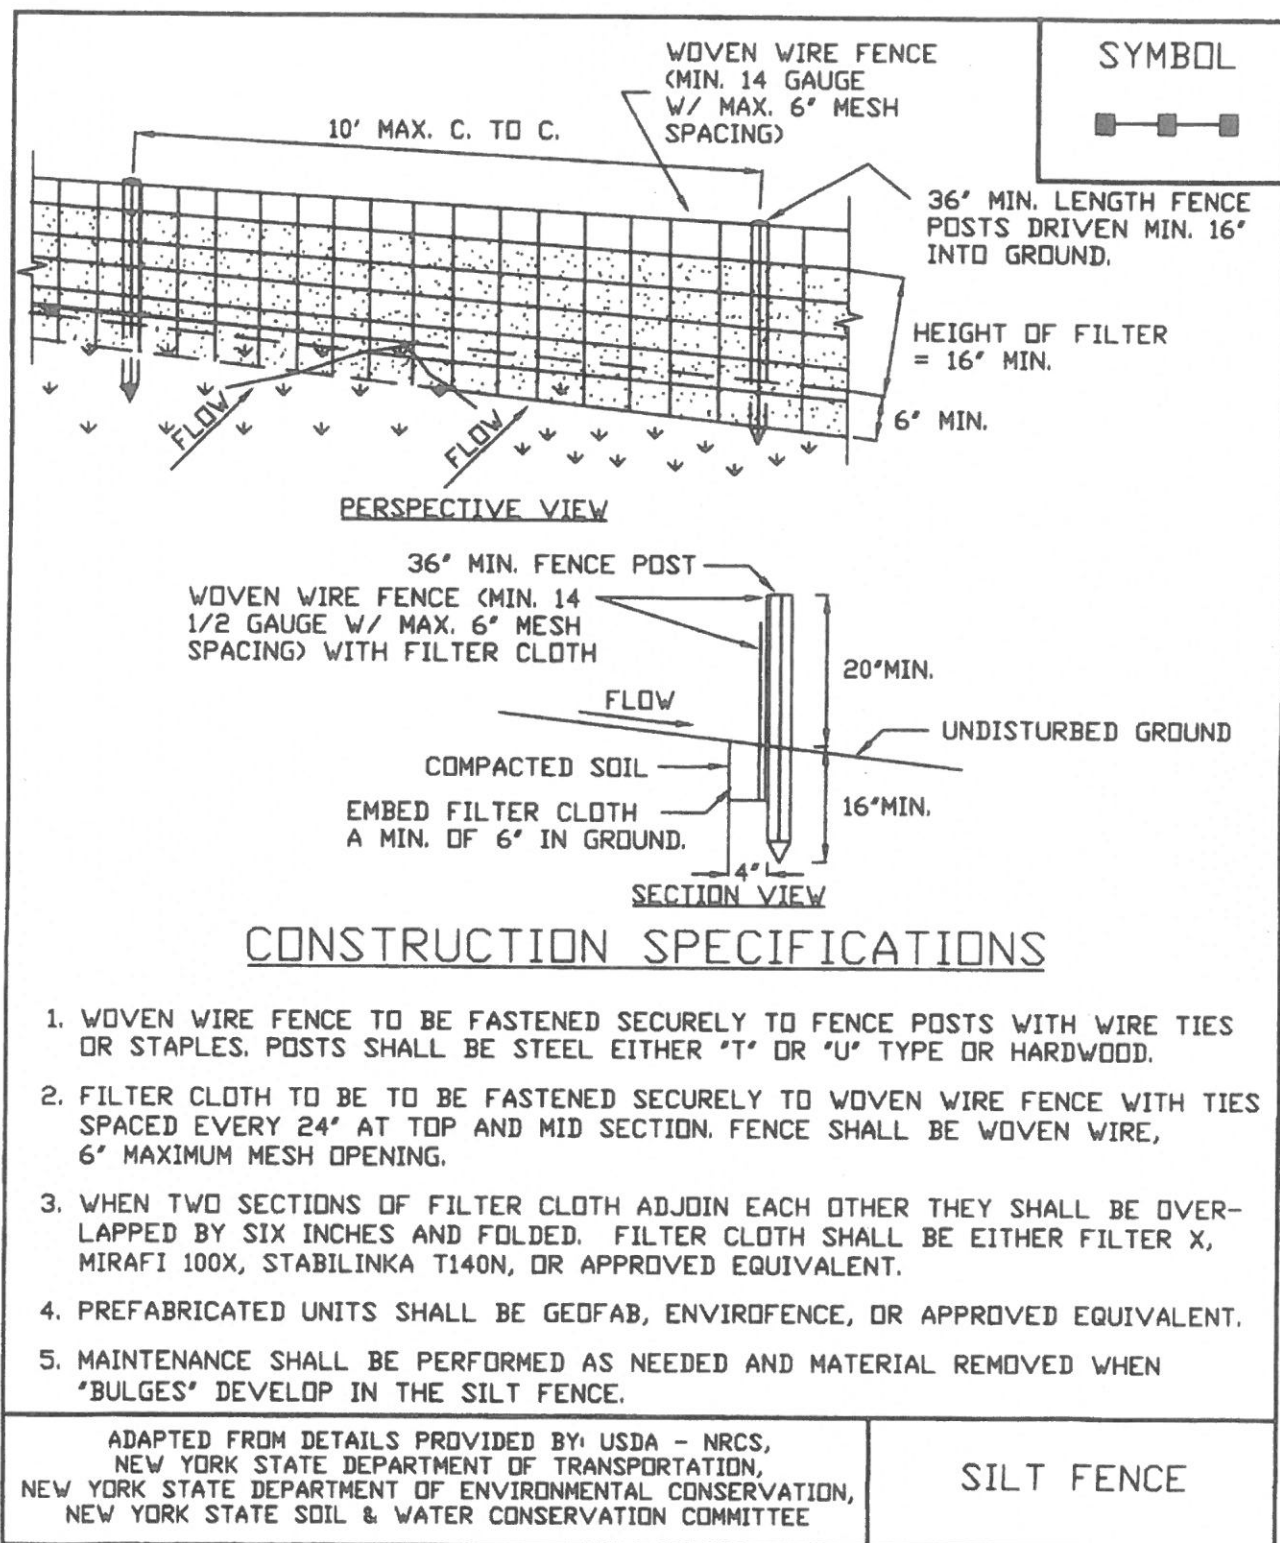 WOVEN WIRE FENCE
(MIN. 14 GAUGE
W/ MAX. 6" MESH
SPACING)
SYMBOL
10' MAX. C. TO C.
36" MIN. LENGTH FENCE
POSTS DRIVEN MIN. 16"
INTO GROUND.
HEIGHT OF FILTER
= 16" MIN.
6" MIN.
FLOW
FLOW
PERSPECTIVE VIEW
36" MIN. FENCE POST
WOVEN WIRE FENCE (MIN. 14
1/2 GAUGE W/ MAX. 6" MESH
SPACING) WITH FILTER CLOTH
20"MIN.
FLOW
UNDISTURBED GROUND
COMPACTED SOIL
EMBED FILTER CLOTH
A MIN. OF 6" IN GROUND.
16"MIN.
4"
SECTION VIEW
CONSTRUCTION SPECIFICATIONS
1. WOVEN WIRE FENCE TO BE FASTENED SECURELY TO FENCE POSTS WITH WIRE TIES
OR STAPLES. POSTS SHALL BE STEEL EITHER "T" OR "U" TYPE OR HARDWOOD.
2. FILTER CLOTH TO BE TO BE FASTENED SECURELY TO WOVEN WIRE FENCE WITH TIES
SPACED EVERY 24" AT TOP AND MID SECTION. FENCE SHALL BE WOVEN WIRE,
6" MAXIMUM MESH OPENING.
3. WHEN TWO SECTIONS OF FILTER CLOTH ADJOIN EACH OTHER THEY SHALL BE OVER-
LAPPED BY SIX INCHES AND FOLDED. FILTER CLOTH SHALL BE EITHER FILTER X,
MIRAFI 100X, STABILINKA T140N, OR APPROVED EQUIVALENT.
4. PREFABRICATED UNITS SHALL BE GEOFAB, ENVIROFENCE, OR APPROVED EQUIVALENT.
5. MAINTENANCE SHALL BE PERFORMED AS NEEDED AND MATERIAL REMOVED WHEN
"BULGES" DEVELOP IN THE SILT FENCE.
ADAPTED FROM DETAILS PROVIDED BY: USDA - NRCS,
NEW YORK STATE DEPARTMENT OF TRANSPORTATION,
NEW YORK STATE DEPARTMENT OF ENVIRONMENTAL CONSERVATION,
NEW YORK STATE SOIL & WATER CONSERVATION COMMITTEE
SILT FENCE